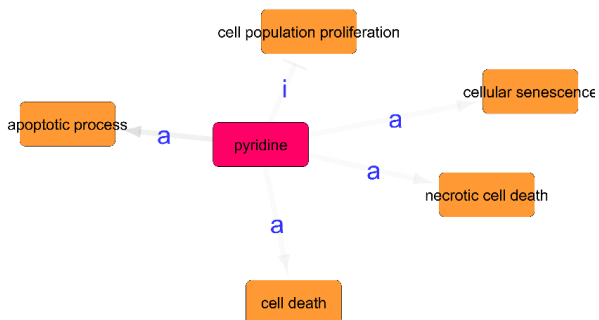 cell population proliferation
i
cellular senescence
a
apoptotic process
a
pyridine
a
necrotic cell death
a
cell death